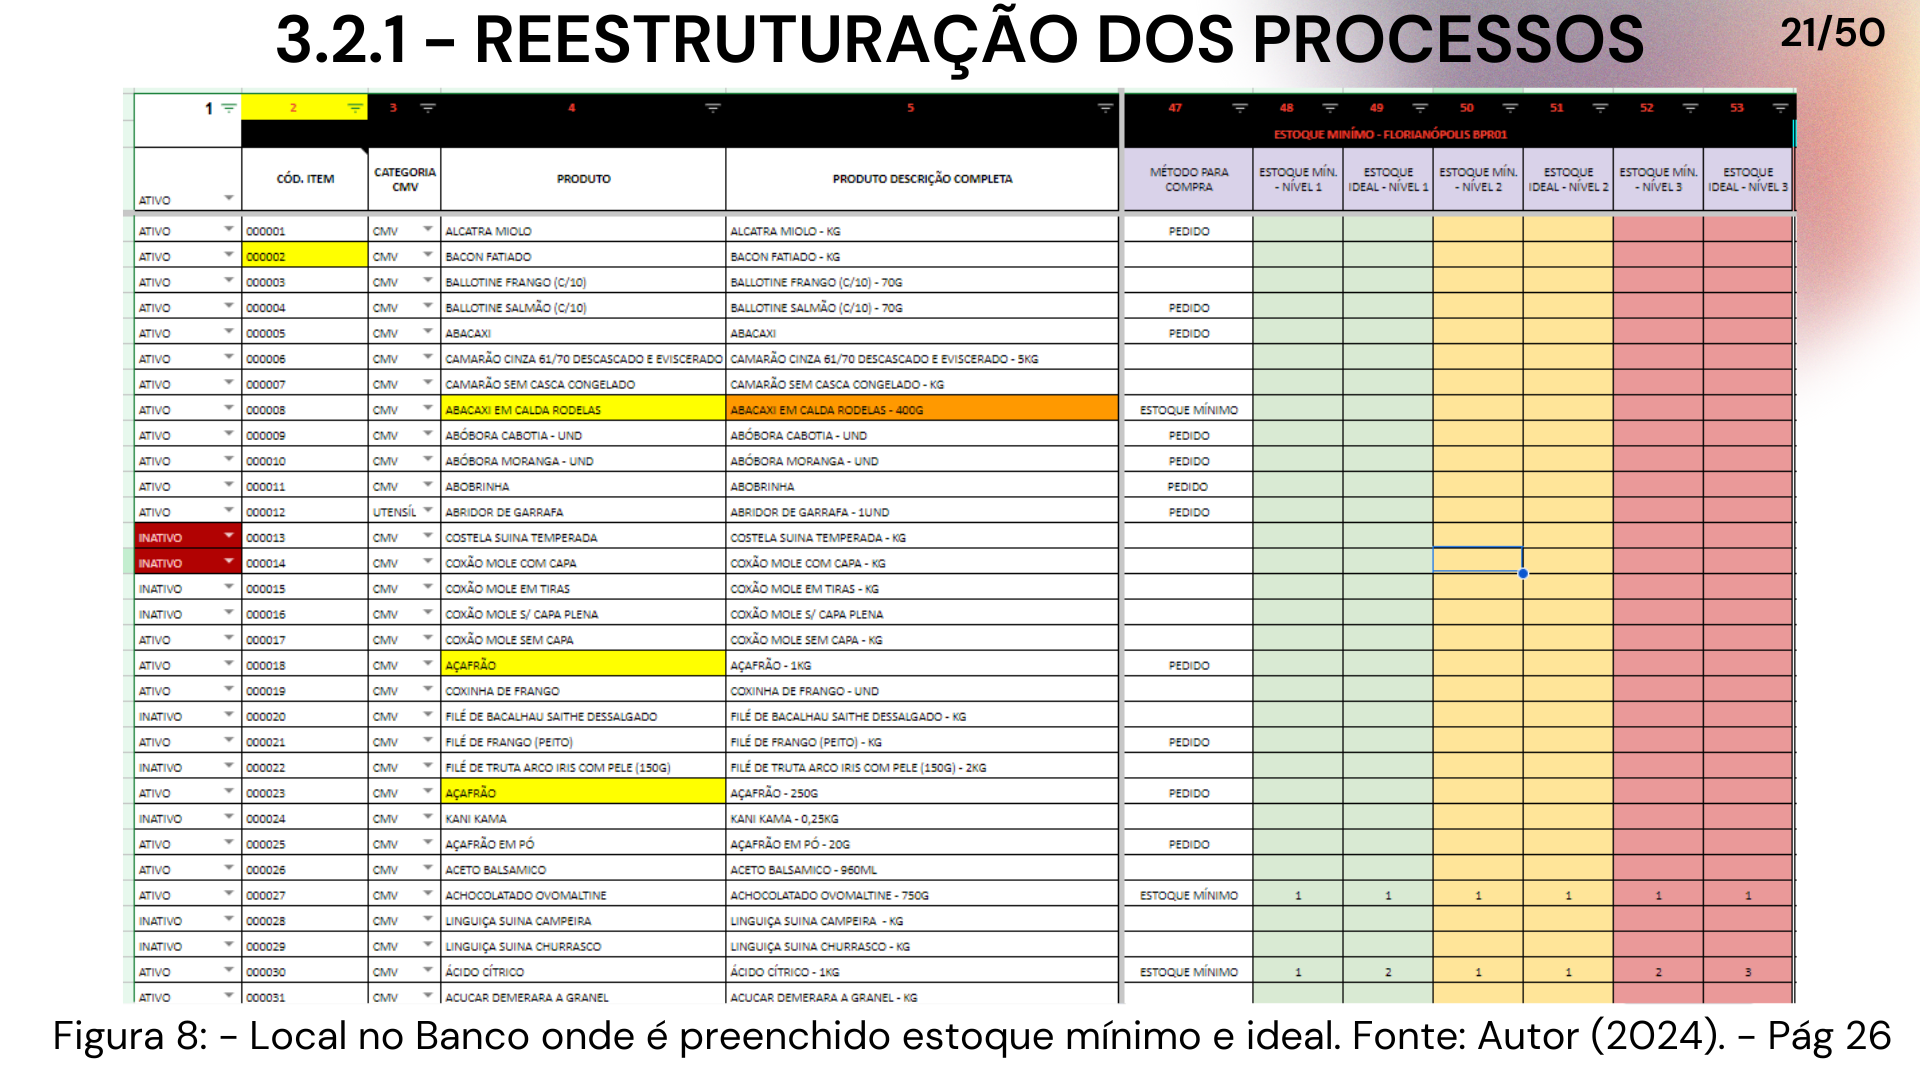 3.2.1 – REESTRUTURAÇÃO DOS PROCESSOS
21/50
1 2 3 4 5 47 48 49 50 51 52 53
ESTOQUE MINÍMO - FLORIANÓPOLIS BPR01
ATIVO CÓD. ITEM CATEGORIA CMV PRODUTO PRODUTO DESCRIÇÃO COMPLETA MÉTODO PARA COMPRA ESTOQUE MÍN. - NÍVEL 1 ESTOQUE IDEAL - NÍVEL 1 ESTOQUE MÍN. - NÍVEL 2 ESTOQUE IDEAL - NÍVEL 2 ESTOQUE MÍN. - NÍVEL 3 ESTOQUE IDEAL - NÍVEL 3
ATIVO 000001 CMV ALCATRA MIOLO ALCATRA MIOLO - KG PEDIDO
ATIVO 000002 CMV BACON FATIADO BACON FATIADO - KG
ATIVO 000003 CMV BALLOTINE FRANGO (C/10) BALLOTINE FRANGO (C/10) - 70G
ATIVO 000004 CMV BALLOTINE SALMÃO (C/10) BALLOTINE SALMÃO (C/10) - 70G PEDIDO
ATIVO 000005 CMV ABACAXI ABACAXI PEDIDO
ATIVO 000006 CMV CAMARÃO CINZA 61/70 DESCASCADO E EVISCERADO CAMARÃO CINZA 61/70 DESCASCADO E EVISCERADO - 5KG
ATIVO 000007 CMV CAMARÃO SEM CASCA CONGELADO CAMARÃO SEM CASCA CONGELADO - KG
ATIVO 000008 CMV ABACAXI EM CALDA RODELAS ABACAXI EM CALDA RODELAS - 400G ESTOQUE MÍNIMO
ATIVO 000009 CMV ABÓBORA CABOTIA - UND ABÓBORA CABOTIA - UND PEDIDO
ATIVO 000010 CMV ABÓBORA MORANGA - UND ABÓBORA MORANGA - UND PEDIDO
ATIVO 000011 CMV ABOBRINHA ABOBRINHA PEDIDO
ATIVO 000012 UTENSÍL ABRIDOR DE GARRAFA ABRIDOR DE GARRAFA - 1UND PEDIDO
INATIVO 000013 CMV COSTELA SUINA TEMPERADA COSTELA SUINA TEMPERADA - KG
INATIVO 000014 CMV COXÃO MOLE COM CAPA COXÃO MOLE COM CAPA - KG
INATIVO 000015 CMV COXÃO MOLE EM TIRAS COXÃO MOLE EM TIRAS - KG
INATIVO 000016 CMV COXÃO MOLE S/ CAPA PLENA COXÃO MOLE S/ CAPA PLENA
ATIVO 000017 CMV COXÃO MOLE SEM CAPA COXÃO MOLE SEM CAPA - KG
ATIVO 000018 CMV AÇAFRÃO AÇAFRÃO - 1KG PEDIDO
ATIVO 000019 CMV COXINHA DE FRANGO COXINHA DE FRANGO - UND
INATIVO 000020 CMV FILÉ DE BACALHAU SAITHE DESSALGADO FILÉ DE BACALHAU SAITHE DESSALGADO - KG
ATIVO 000021 CMV FILÉ DE FRANGO (PEITO) FILÉ DE FRANGO (PEITO) - KG PEDIDO
INATIVO 000022 CMV FILÉ DE TRUTA ARCO IRIS COM PELE (150G) FILÉ DE TRUTA ARCO IRIS COM PELE (150G) - 2KG
ATIVO 000023 CMV AÇAFRÃO AÇAFRÃO - 250G PEDIDO
INATIVO 000024 CMV KANI KAMA KANI KAMA - 0,25KG
ATIVO 000025 CMV AÇAFRÃO EM PÓ AÇAFRÃO EM PÓ - 20G PEDIDO
ATIVO 000026 CMV ACETO BALSAMICO ACETO BALSAMICO - 960ML
ATIVO 000027 CMV ACHOCOLATADO OVOMALTINE ACHOCOLATADO OVOMALTINE - 750G ESTOQUE MÍNIMO 1 1 1 1 1 1
INATIVO 000028 CMV LINGUIÇA SUINA CAMPEIRA LINGUIÇA SUINA CAMPEIRA - KG
INATIVO 000029 CMV LINGUIÇA SUINA CHURRASCO LINGUIÇA SUINA CHURRASCO - KG
ATIVO 000030 CMV ÁCIDO CÍTRICO ÁCIDO CÍTRICO - 1KG ESTOQUE MÍNIMO 1 2 1 1 2 3
ATIVO 000031 CMV ACUCAR DEMERARA A GRANEL ACUCAR DEMERARA A GRANEL - KG
Figura 8: – Local no Banco onde é preenchido estoque mínimo e ideal. Fonte: Autor (2024). – Pág 26